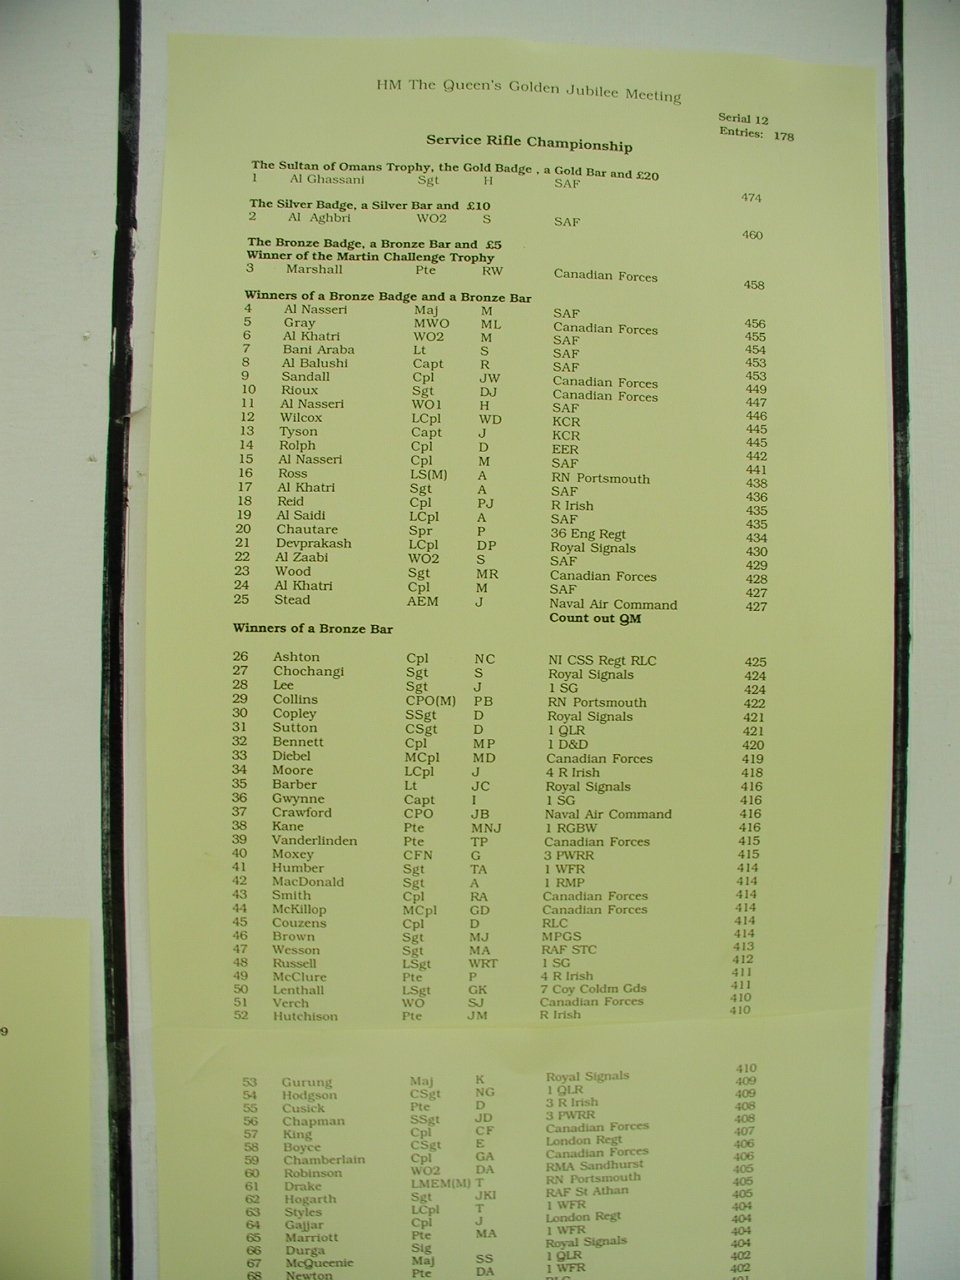 HM The Queen's Golden Jubilee Meeting
Serial 12
Entries: 178
Service Rifle Championship
The Sultan of Omans Trophy, the Gold Badge , a Gold Bar and £20
1 Al Ghassani Sgt H SAF 474
The Silver Badge, a Silver Bar and £10
2 Al Aghbri WO2 S SAF 460
The Bronze Badge, a Bronze Bar and £5
Winner of the Martin Challenge Trophy
3 Marshall Pte RW Canadian Forces 458
Winners of a Bronze Badge and a Bronze Bar
4 Al Nasseri Maj M SAF 456
5 Gray MWO ML Canadian Forces 455
6 Al Khatri WO2 M SAF 454
7 Bani Araba Lt S SAF 453
8 Al Balushi Capt R SAF 453
9 Sandall Cpl JW Canadian Forces 449
10 Rioux Sgt DJ Canadian Forces 447
11 Al Nasseri WO1 H SAF 446
12 Wilcox LCpl WD KCR 445
13 Tyson Capt J KCR 445
14 Rolph Cpl D EER 442
15 Al Nasseri Cpl M SAF 441
16 Ross LS(M) A RN Portsmouth 438
17 Al Khatri Sgt A SAF 436
18 Reid Cpl PJ R Irish 435
19 Al Saidi LCpl A SAF 435
20 Chautare Spr P 36 Eng Regt 434
21 Devprakash LCpl DP Royal Signals 430
22 Al Zaabi WO2 S SAF 429
23 Wood Sgt MR Canadian Forces 428
24 Al Khatri Cpl M SAF 427
25 Stead AEM J Naval Air Command 427
Count out QM
Winners of a Bronze Bar
26 Ashton Cpl NC NI CSS Regt RLC 425
27 Chochangi Sgt S Royal Signals 424
28 Lee Sgt J 1 SG 424
29 Collins CPO(M) PB RN Portsmouth 422
30 Copley SSgt D Royal Signals 421
31 Sutton CSgt D 1 QLR 421
32 Bennett Cpl MP 1 D&D 420
33 Diebel MCpl MD Canadian Forces 419
34 Moore LCpl J 4 R Irish 418
35 Barber Lt JC Royal Signals 416
36 Gwynne Capt I 1 SG 416
37 Crawford CPO JB Naval Air Command 416
38 Kane Pte MNJ 1 RGBW 416
39 Vanderlinden Pte TP Canadian Forces 415
40 Moxey CFN G 3 PWRR 415
41 Humber Sgt TA 1 WFR 414
42 MacDonald Sgt A 1 RMP 414
43 Smith Cpl RA Canadian Forces 414
44 McKillop MCpl GD Canadian Forces 414
45 Couzens Cpl D RLC 414
46 Brown Sgt MJ MPGS 414
47 Wesson Sgt MA RAF STC 413
48 Russell LSgt WRT 1 SG 412
49 McClure Pte P 4 R Irish 411
50 Lenthall LSgt GK 7 Coy Coldm Gds 411
51 Verch WO SJ Canadian Forces 410
52 Hutchison Pte JM R Irish 410
53 Gurung Maj K Royal Signals 410
54 Hodgson CSgt NG 1 QLR 409
55 Cusick Pte D 3 R Irish 409
56 Chapman SSgt JD 3 PWRR 408
57 King Cpl CF Canadian Forces 408
58 Boyce CSgt E London Regt 407
59 Chamberlain Cpl GA Canadian Forces 406
60 Robinson WO2 DA RMA Sandhurst 406
61 Drake LMEM(M) T RN Portsmouth 405
62 Hogarth Sgt JKI RAF St Athan 405
63 Styles LCpl T 1 WFR 404
64 Gajjar Cpl J London Regt 404
65 Marriott Pte MA 1 WFR 404
66 Durga Sig Royal Signals 404
67 McQueenie Maj SS 1 QLR 402
68 Newton Pte DA 1 WFR 402
9